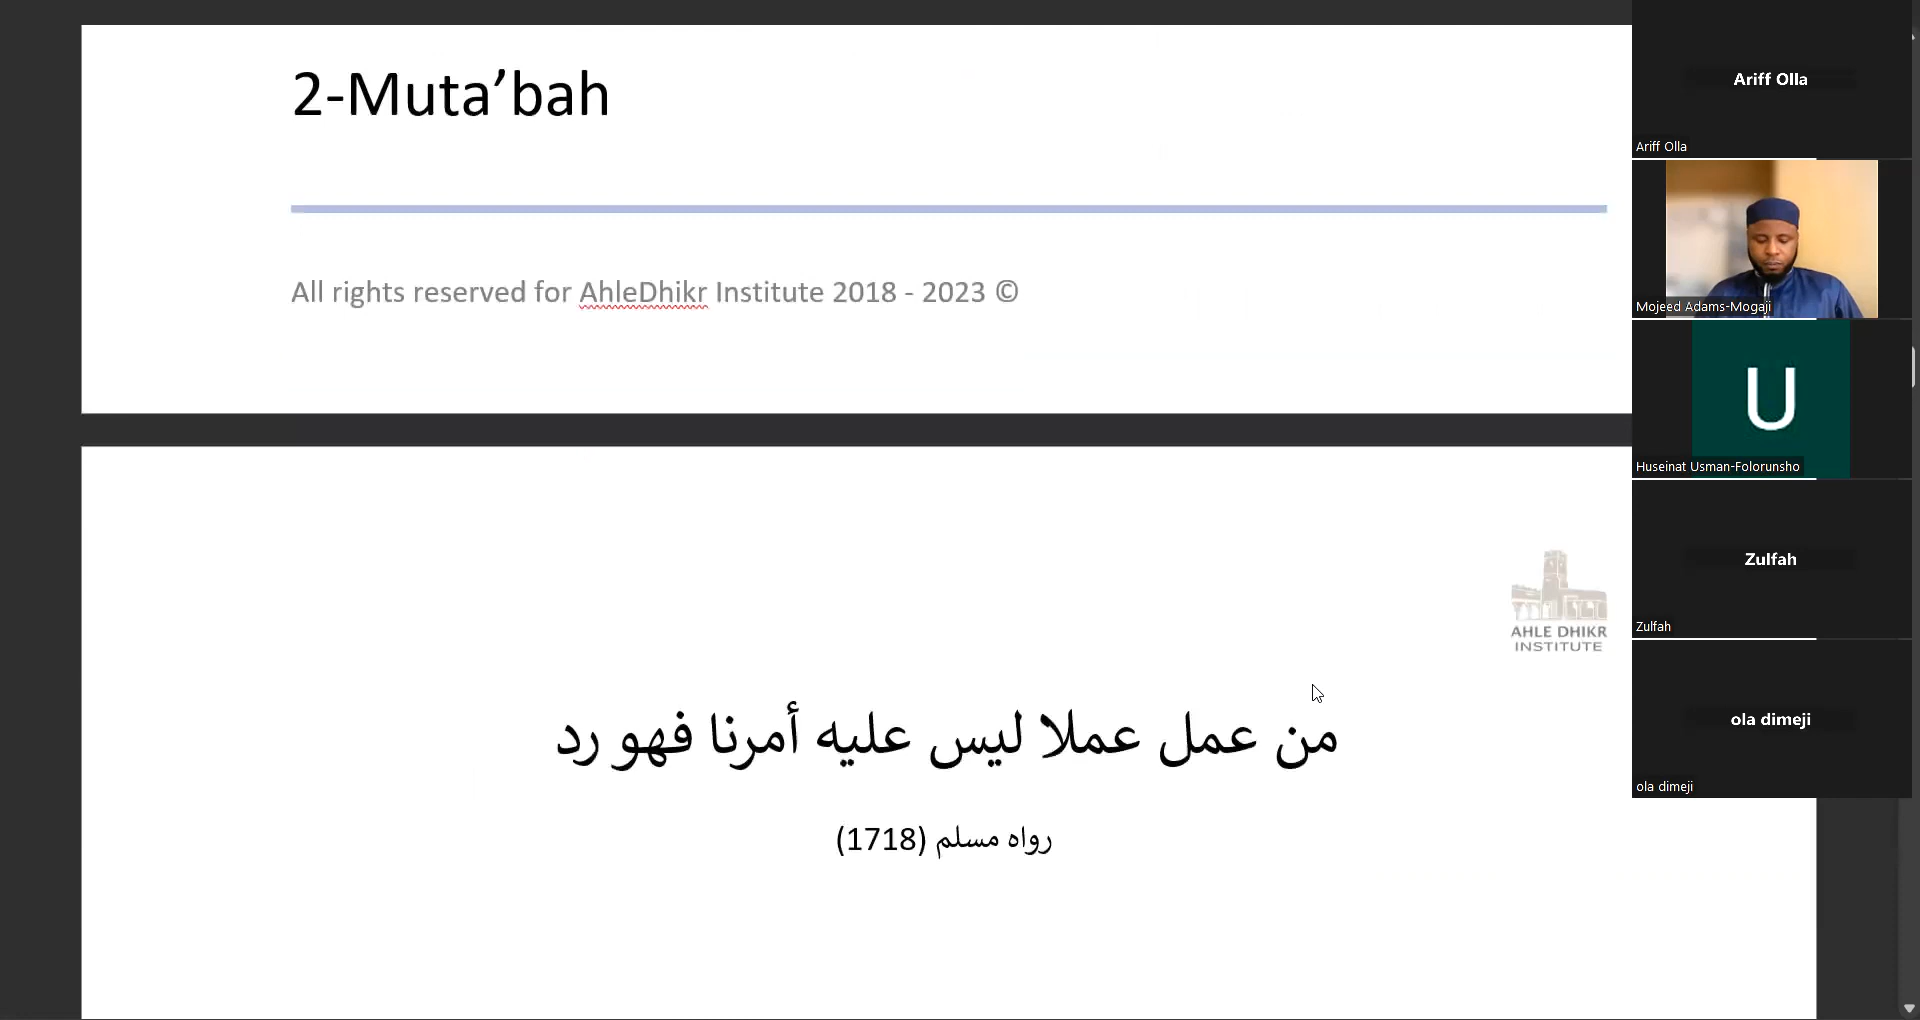 2-Muta’bah
All rights reserved for AhleDhikr Institute 2018 - 2023 ©
AHLE DHIKR
INSTITUTE
من عمل عملا ليس عليه أمرنا فهو رد
رواه مسلم (1718)
Ariff Olla
Ariff Olla
Mojeed Adams-Mogaji
U
Huseinat Usman-Folorunsho
Zulfah
Zulfah
ola dimeji
ola dimeji